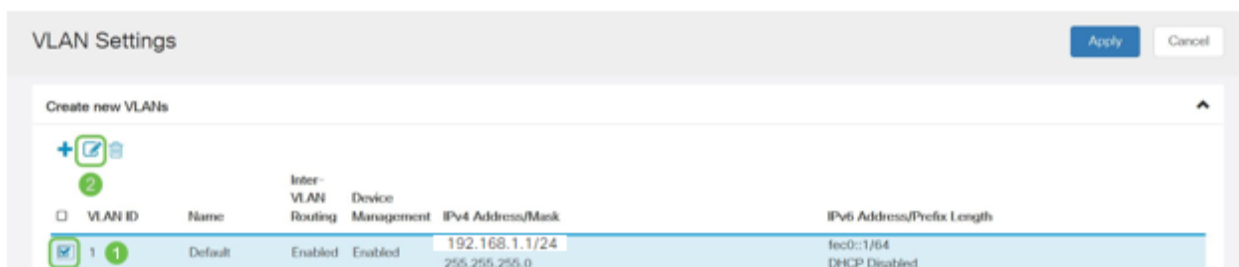 VLAN Settings
Apply
Cancel
Create new VLANs
2
VLAN ID Name Inter-VLAN Routing Device Management IPv4 Address/Mask IPv6 Address/Prefix Length
1 1 Default Enabled Enabled 192.168.1.1/24 fec0::1/64
255.255.255.0 DHCP Disabled